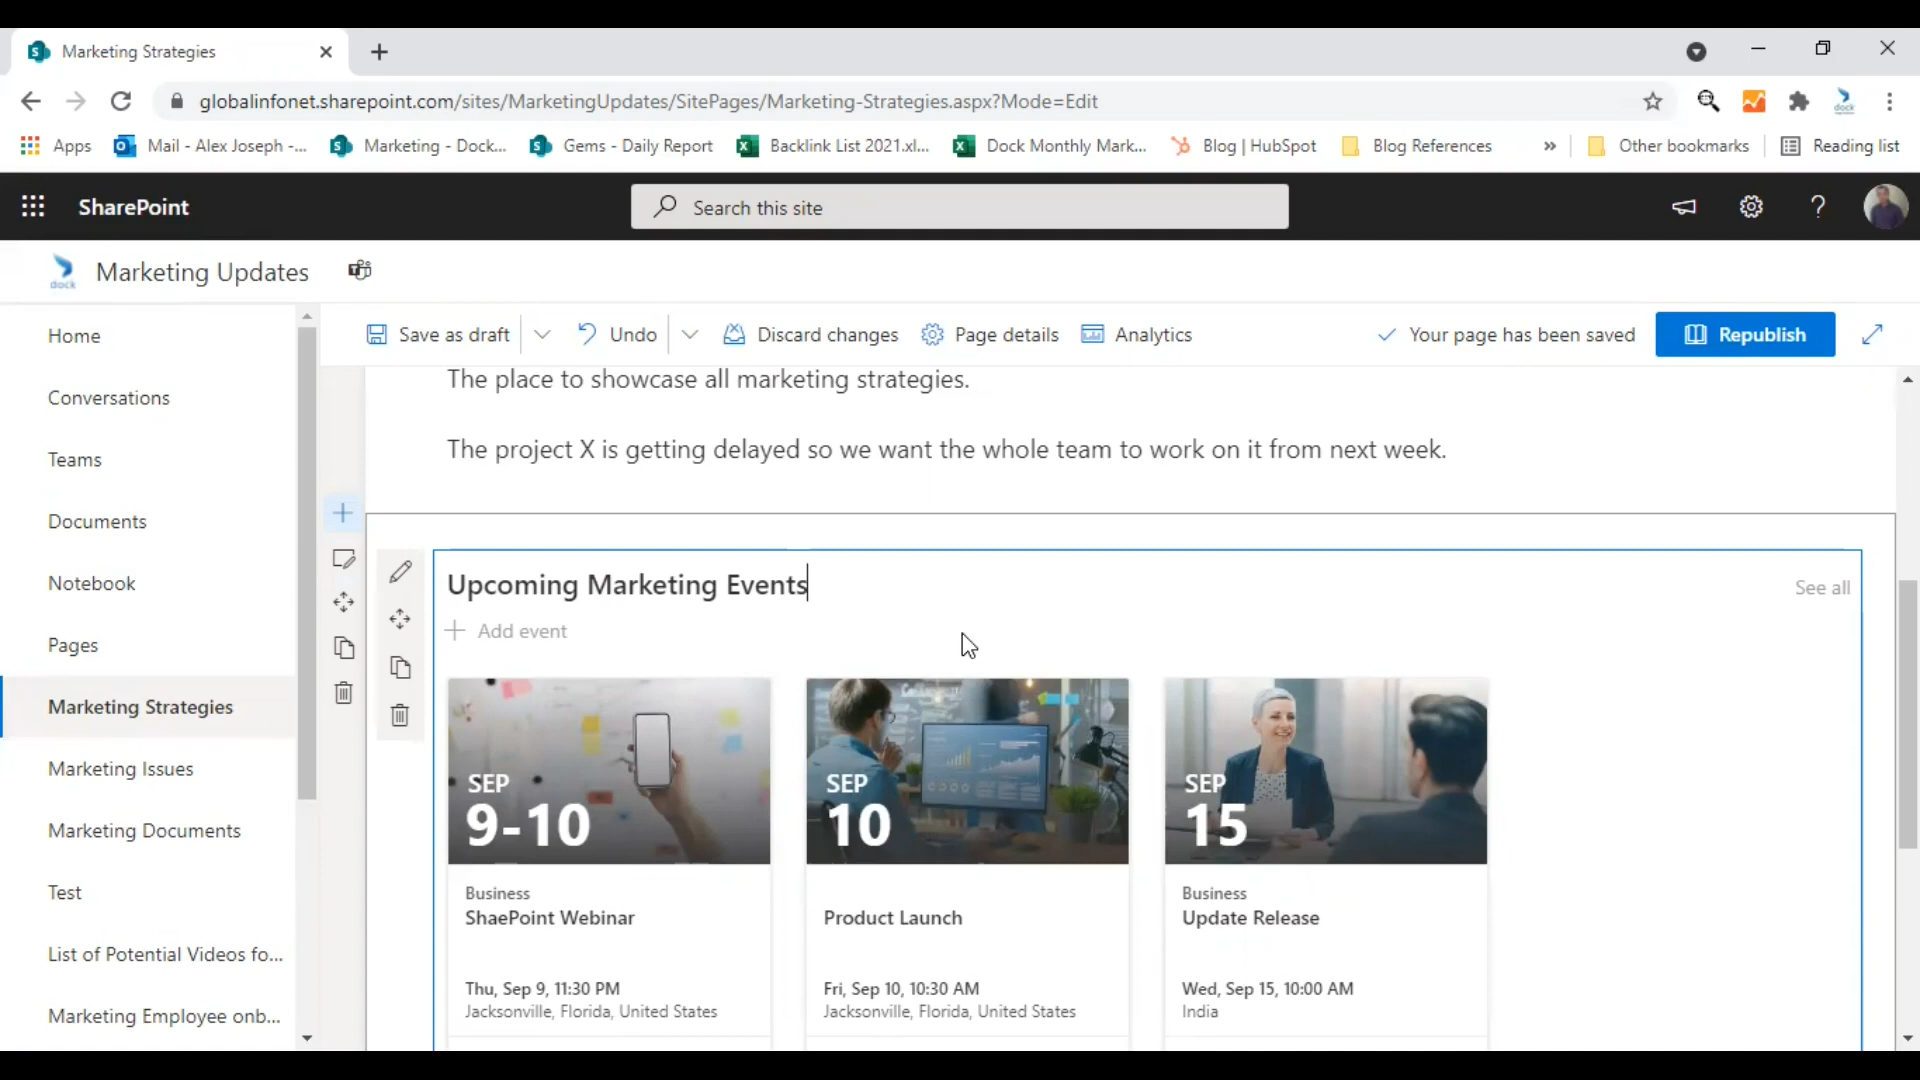 Marketing Strategies
globalinfonet.sharepoint.com/sites/MarketingUpdates/SitePages/Marketing-Strategies.aspx?Mode=Edit
dock
Apps Mail - Alex Joseph -... Marketing - Dock... Gems - Daily Report Backlink List 2021.xl... Dock Monthly Mark... Blog | HubSpot Blog References » Other bookmarks Reading list
SharePoint Search this site ?
dock Marketing Updates
Save as draft Undo Discard changes Page details Analytics Your page has been saved Republish
Home
Conversations
Teams
Documents
Notebook
Pages
Marketing Strategies
Marketing Issues
Marketing Documents
Test
List of Potential Videos fo...
Marketing Employee onb...
The place to showcase all marketing strategies.
The project X is getting delayed so we want the whole team to work on it from next week.
Upcoming Marketing Events
See all
Add event
SEP
9-10
Business
ShaePoint Webinar
Thu, Sep 9, 11:30 PM
Jacksonville, Florida, United States
SEP
10
Product Launch
Fri, Sep 10, 10:30 AM
Jacksonville, Florida, United States
SEP
15
Business
Update Release
Wed, Sep 15, 10:00 AM
India